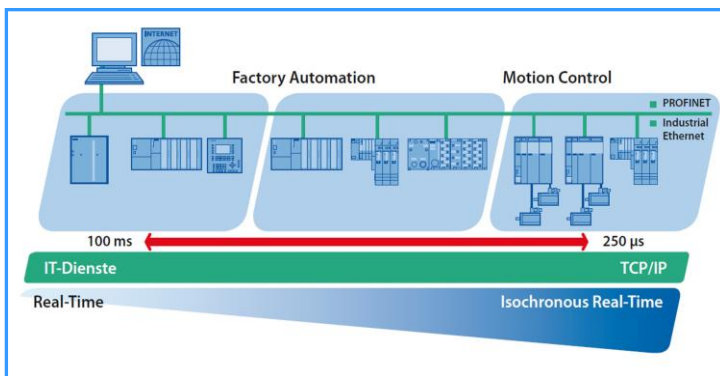 INTERNET
Factory Automation
Motion Control
PROFINET
Industrial
Ethernet
100 ms
250 µs
IT-Dienste
TCP/IP
Real-Time
Isochronous Real-Time